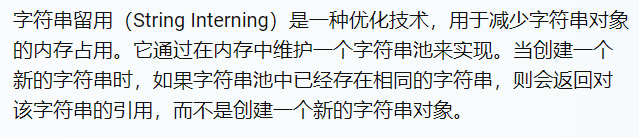 字符串留用（String Interning）是一种优化技术，用于减少字符串对象
的内存占用。它通过在内存中维护一个字符串池来实现。当创建一个
新的字符串时，如果字符串池中已经存在相同的字符串，则会返回对
该字符串的引用，而不是创建一个新的字符串对象。